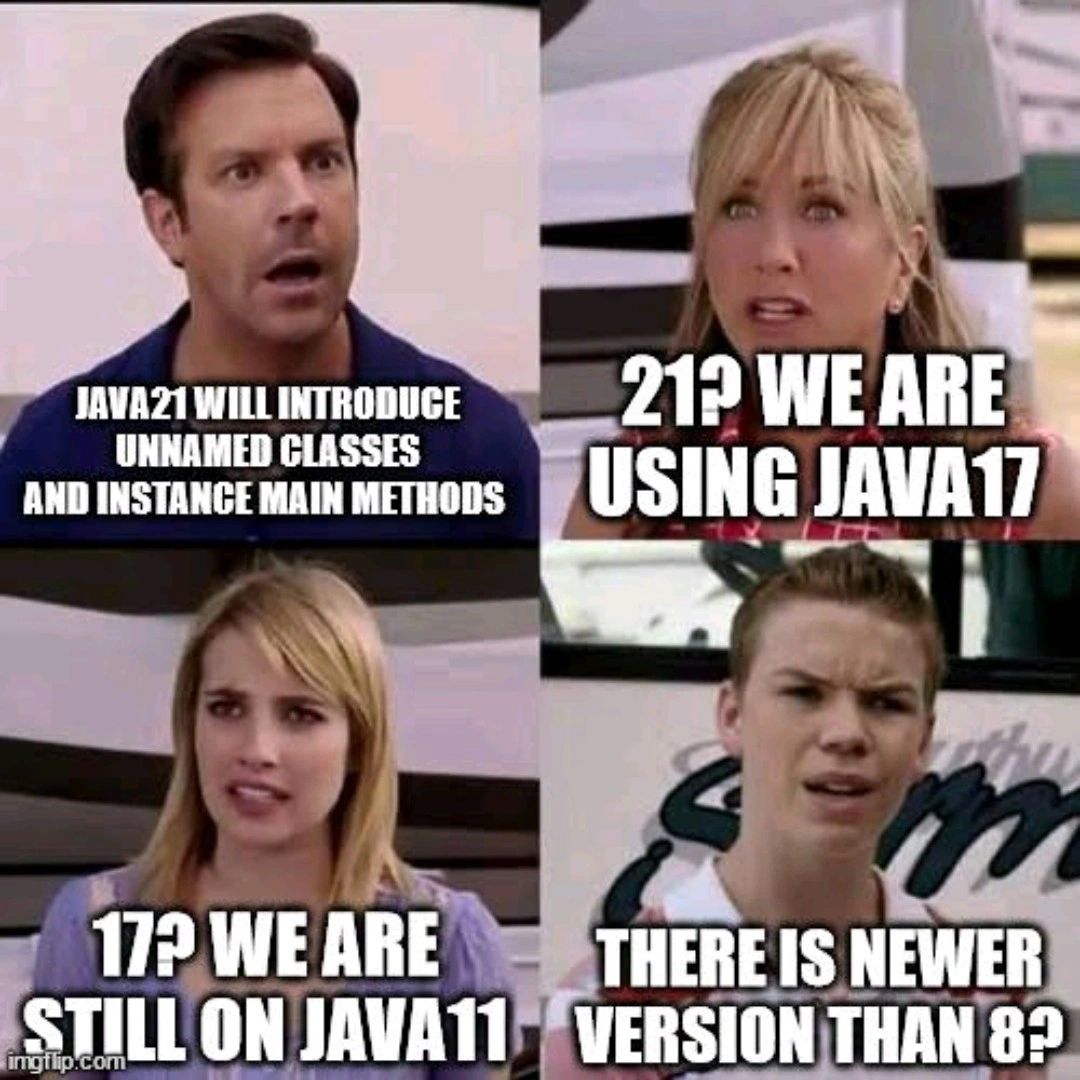 JAVA21 WILL INTRODUCE
UNNAMED CLASSES
AND INSTANCE MAIN METHODS
21? WE ARE
USING JAVA17
17? WE ARE
STILL ON JAVA11
THERE IS NEWER
VERSION THAN 8?
imgflip.com